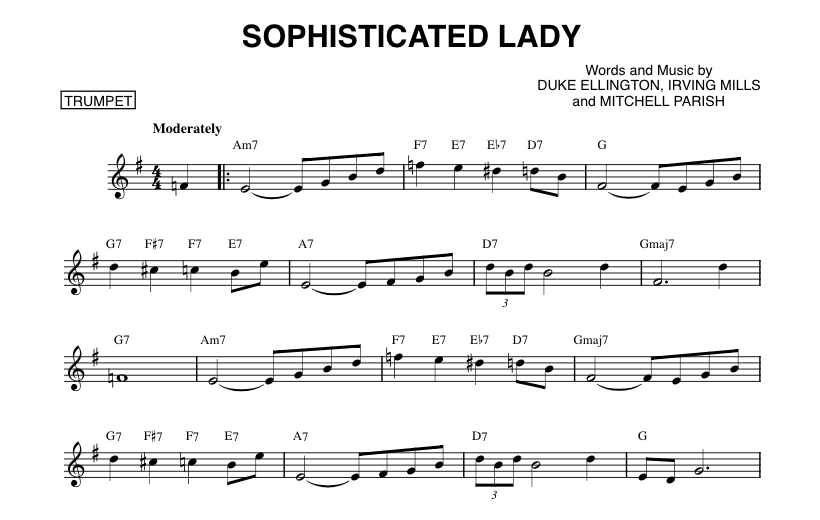 SOPHISTICATED LADY
Words and Music by
DUKE ELLINGTON, IRVING MILLS
and MITCHELL PARISH
TRUMPET
Moderately
Am7 F7 E7 E♭7 D7 G
4
4
G7 F♯7 F7 E7 A7 D7 Gmaj7
3
G7 Am7 F7 E7 E♭7 D7 Gmaj7
G7 F♯7 F7 E7 A7 D7 G
3